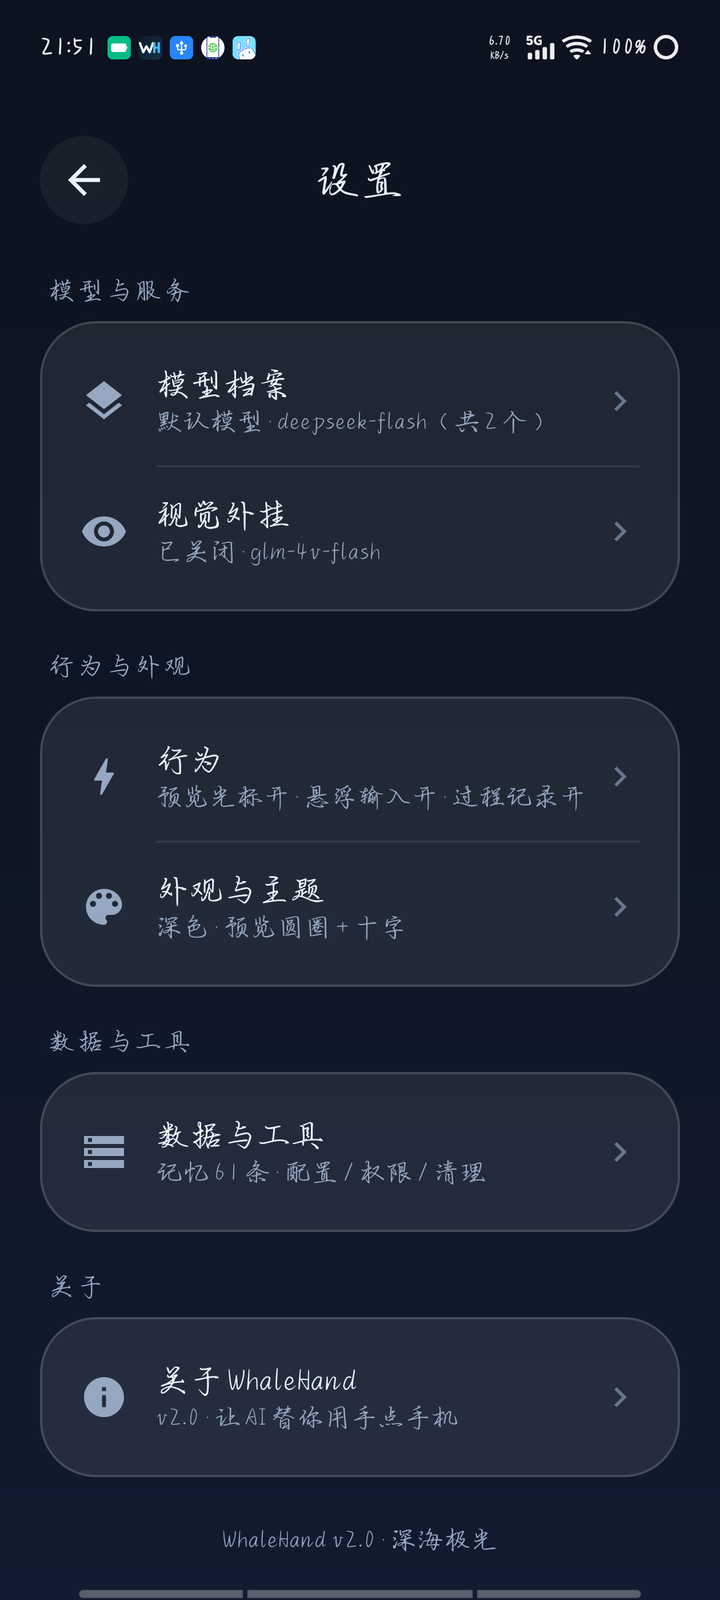 21:51
WH
6.70
KB/s
5G
100%
设置
模型与服务
模型档案
默认模型·deepseek-flash（共2个）
视觉外挂
已关闭·glm-4v-flash
行为与外观
行为
预览光标开·悬浮输入开·过程记录开
外观与主题
深色·预览圆圈+十字
数据与工具
数据与工具
记忆61条·配置/权限/清理
关于
关于 WhaleHand
v2.0·让AI替你用手点手机
WhaleHand v2.0·深海极光